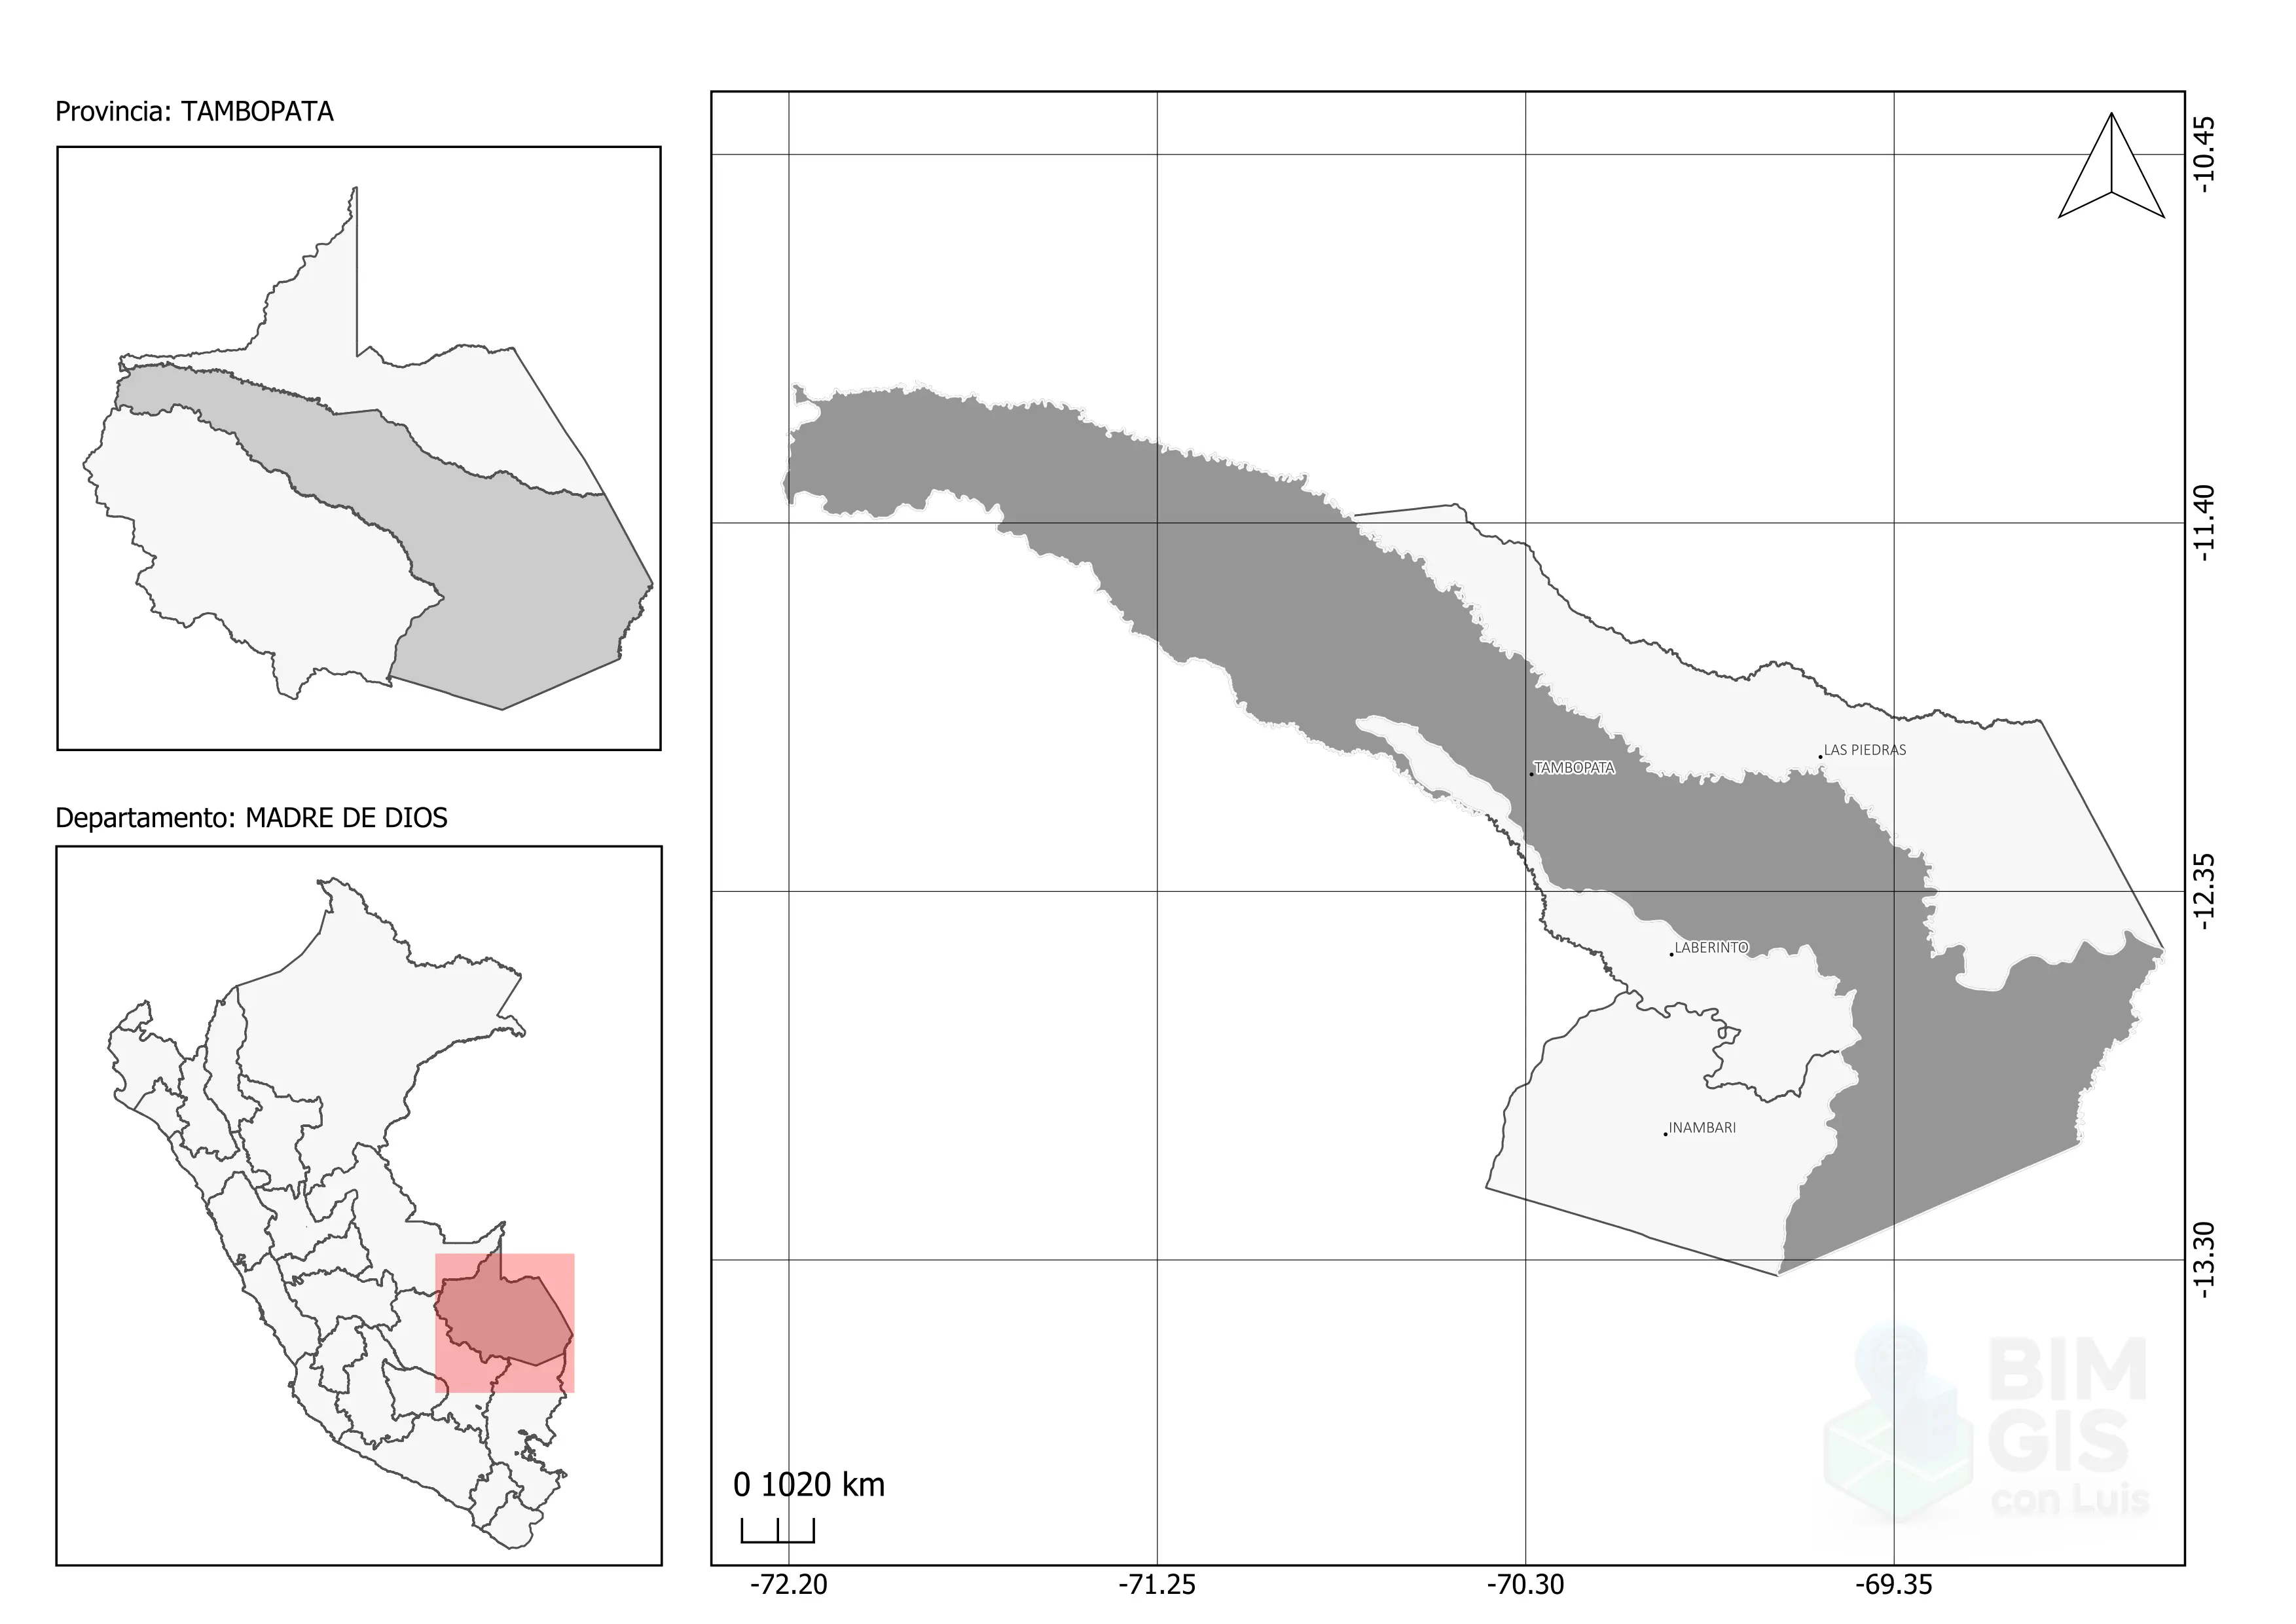 Provincia: TAMBOPATA
Departamento: MADRE DE DIOS
-10.45
-11.40
LAS PIEDRAS
TAMBOPATA
-12.35
LABERINTO
INAMBARI
-13.30
BIM
GIS
con Luis
0 1020 km
-72.20
-71.25
-70.30
-69.35